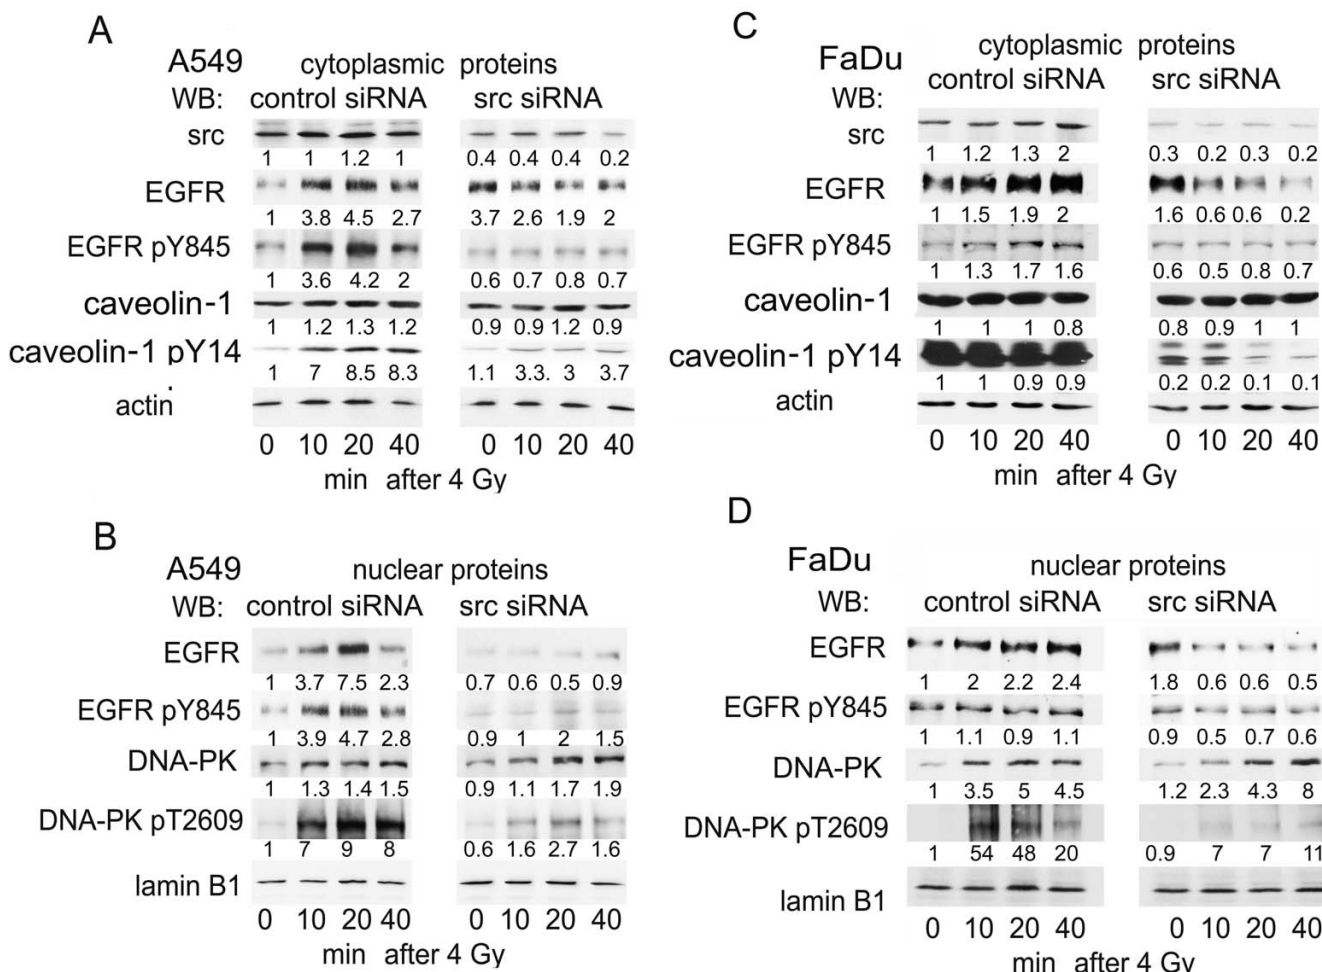 A
A549 cytoplasmic proteins
WB: control siRNA src siRNA
src
1 1 1.2 1 0.4 0.4 0.4 0.2
EGFR
1 3.8 4.5 2.7 3.7 2.6 1.9 2
EGFR pY845
1 3.6 4.2 2 0.6 0.7 0.8 0.7
caveolin-1
1 1.2 1.3 1.2 0.9 0.9 1.2 0.9
caveolin-1 pY14
1 7 8.5 8.3 1.1 3.3. 3 3.7
actin
0 10 20 40 0 10 20 40
min after 4 Gy
B
A549 nuclear proteins
WB: control siRNA src siRNA
EGFR
1 3.7 7.5 2.3 0.7 0.6 0.5 0.9
EGFR pY845
1 3.9 4.7 2.8 0.9 1 2 1.5
DNA-PK
1 1.3 1.4 1.5 0.9 1.1 1.7 1.9
DNA-PK pT2609
1 7 9 8 0.6 1.6 2.7 1.6
lamin B1
0 10 20 40 0 10 20 40
min after 4 Gy
C
FaDu cytoplasmic proteins
WB: control siRNA src siRNA
src
1 1.2 1.3 2 0.3 0.2 0.3 0.2
EGFR
1 1.5 1.9 2 1.6 0.6 0.6 0.2
EGFR pY845
1 1.3 1.7 1.6 0.6 0.5 0.8 0.7
caveolin-1
1 1 1 0.8 0.8 0.9 1 1
caveolin-1 pY14
1 1 0.9 0.9 0.2 0.2 0.1 0.1
actin
0 10 20 40 0 10 20 40
min after 4 Gy
D
FaDu nuclear proteins
WB: control siRNA src siRNA
EGFR
1 2 2.2 2.4 1.8 0.6 0.6 0.5
EGFR pY845
1 1.1 0.9 1.1 0.9 0.5 0.7 0.6
DNA-PK
1 3.5 5 4.5 1.2 2.3 4.3 8
DNA-PK pT2609
1 54 48 20 0.9 7 7 11
lamin B1
0 10 20 40 0 10 20 40
min after 4 Gy